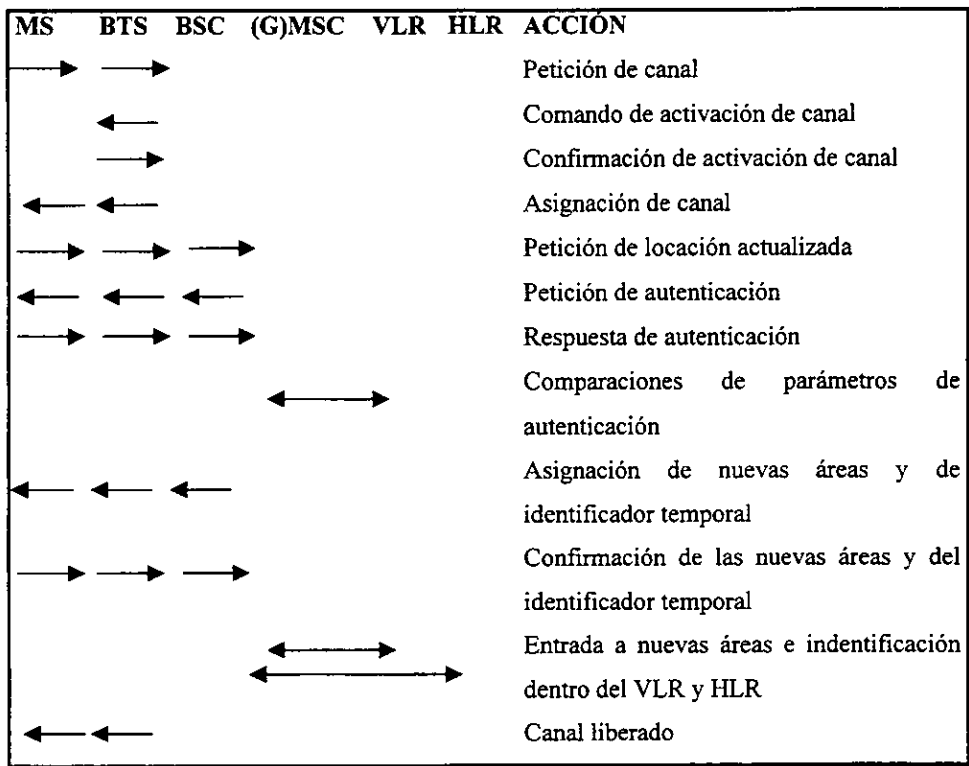 MS BTS BSC (G)MSC VLR HLR ACCIÓN
Petición de canal
Comando de activación de canal
Confirmación de activación de canal
Asignación de canal
Petición de locación actualizada
Petición de autenticación
Respuesta de autenticación
Comparaciones de parámetros de
autenticación
Asignación de nuevas áreas y de
identificador temporal
Confirmación de las nuevas áreas y del
identificador temporal
Entrada a nuevas áreas e indentificación
dentro del VLR y HLR
Canal liberado